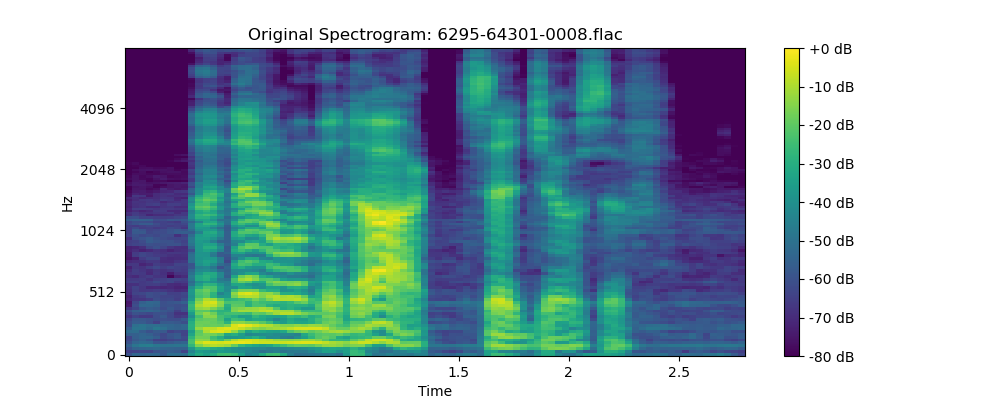 Original Spectrogram: 6295-64301-0008.flac
Hz
4096
2048
1024
512
0
0
0.5
1
1.5
2
2.5
Time
+0 dB
-10 dB
-20 dB
-30 dB
-40 dB
-50 dB
-60 dB
-70 dB
-80 dB